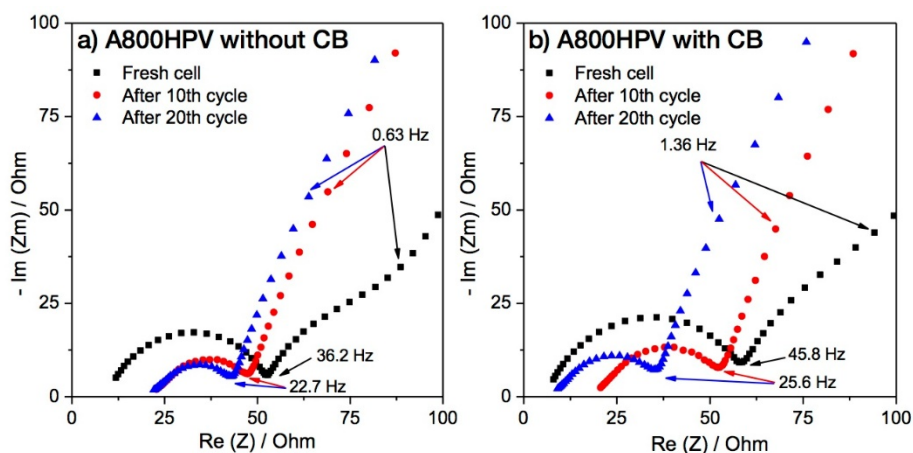 a) A800HPV without CB
Fresh cell
After 10th cycle
After 20th cycle
0.63 Hz
36.2 Hz
22.7 Hz
100
75
50
25
0
- Im (Zm) / Ohm
0 25 50 75 100
Re (Z) / Ohm
b) A800HPV with CB
Fresh cell
After 10th cycle
After 20th cycle
1.36 Hz
45.8 Hz
25.6 Hz
100
75
50
25
0
- Im (Zm) / Ohm
0 25 50 75 100
Re (Z) / Ohm